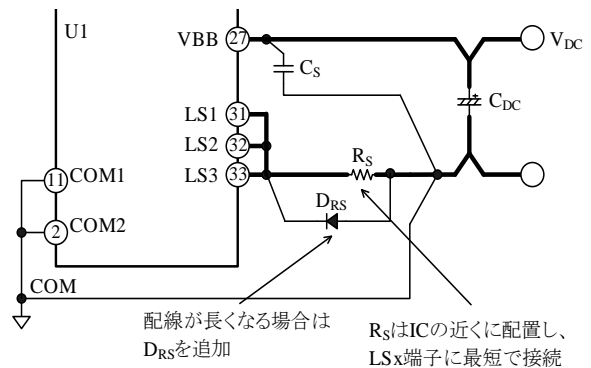 U1
VBB 27
V_DC
C_S
C_DC
LS1 31
LS2 32
LS3 33
R_S
11 COM1
D_RS
2 COM2
COM
配線が長くなる場合は
D_RSを追加
R_SはICの近くに配置し、
LSx端子に最短で接続